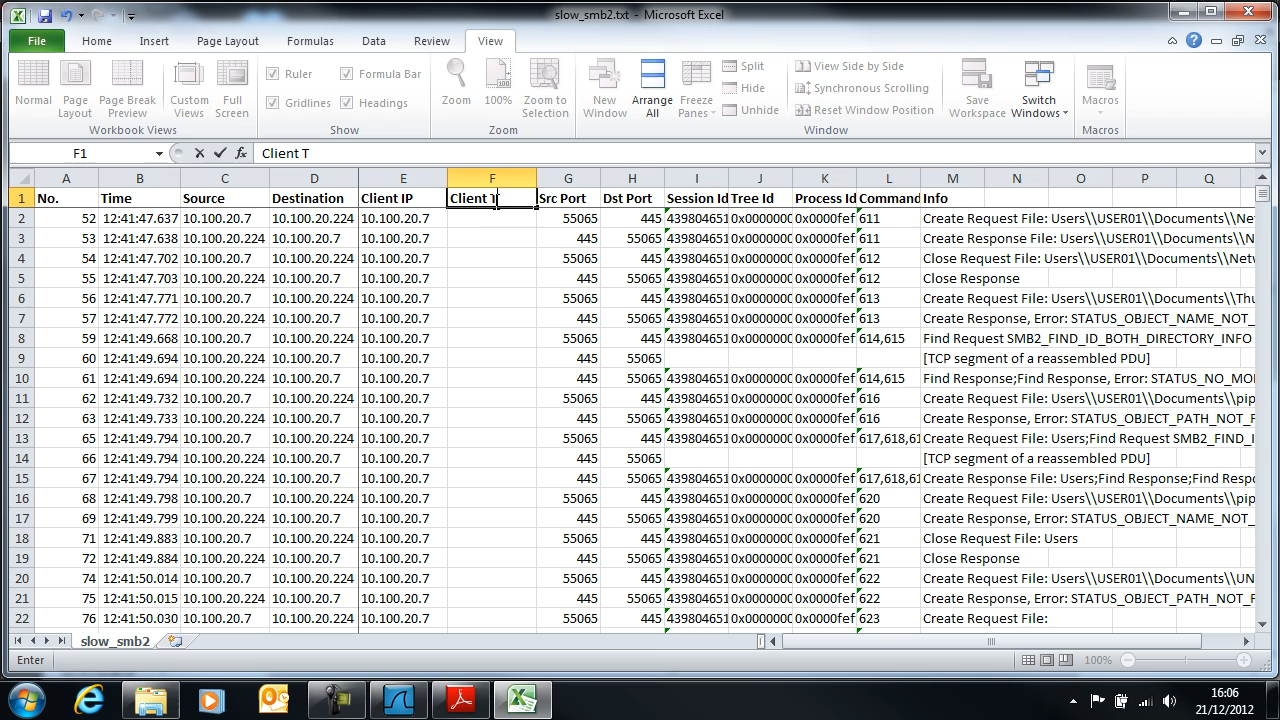 slow_smb2.txt - Microsoft Excel
File Home Insert Page Layout Formulas Data Review View
Normal Page Layout Page Break Preview Custom Views Full Screen
Workbook Views
Ruler Formula Bar
Gridlines Headings
Show
Zoom 100% Zoom to Selection
Zoom
New Window Arrange All Freeze Panes
Split View Side by Side
Hide Synchronous Scrolling
Unhide Reset Window Position
Window
Save Workspace Switch Windows
Macros
Macros
F1 fx Client T
A B C D E F G H I J K L M N O P Q
1 No. Time Source Destination Client IP Client T Src Port Dst Port Session Id Tree Id Process Id Command Info
2 52 12:41:47.637 10.100.20.7 10.100.20.224 10.100.20.7 55065 445 439804651 0x0000000 0x0000fef 611 Create Request File: Users\\USER01\\Documents\\Net
3 53 12:41:47.638 10.100.20.224 10.100.20.7 10.100.20.7 445 55065 439804651 0x0000000 0x0000fef 611 Create Response File: Users\\USER01\\Documents\\N
4 54 12:41:47.702 10.100.20.7 10.100.20.224 10.100.20.7 55065 445 439804651 0x0000000 0x0000fef 612 Close Request File: Users\\USER01\\Documents\\Netw
5 55 12:41:47.703 10.100.20.224 10.100.20.7 10.100.20.7 445 55065 439804651 0x0000000 0x0000fef 612 Close Response
6 56 12:41:47.771 10.100.20.7 10.100.20.224 10.100.20.7 55065 445 439804651 0x0000000 0x0000fef 613 Create Request File: Users\\USER01\\Documents\\Thu
7 57 12:41:47.772 10.100.20.224 10.100.20.7 10.100.20.7 445 55065 439804651 0x0000000 0x0000fef 613 Create Response, Error: STATUS_OBJECT_NAME_NOT_
8 59 12:41:49.668 10.100.20.7 10.100.20.224 10.100.20.7 55065 445 439804651 0x0000000 0x0000fef 614,615 Find Request SMB2_FIND_ID_BOTH_DIRECTORY_INFO
9 60 12:41:49.694 10.100.20.224 10.100.20.7 10.100.20.7 445 55065 [TCP segment of a reassembled PDU]
10 61 12:41:49.694 10.100.20.224 10.100.20.7 10.100.20.7 445 55065 439804651 0x0000000 0x0000fef 614,615 Find Response;Find Response, Error: STATUS_NO_MO
11 62 12:41:49.732 10.100.20.7 10.100.20.224 10.100.20.7 55065 445 439804651 0x0000000 0x0000fef 616 Create Request File: Users\\USER01\\Documents\\pip
12 63 12:41:49.733 10.100.20.224 10.100.20.7 10.100.20.7 445 55065 439804651 0x0000000 0x0000fef 616 Create Response, Error: STATUS_OBJECT_PATH_NOT_F
13 65 12:41:49.794 10.100.20.7 10.100.20.224 10.100.20.7 55065 445 439804651 0x0000000 0x0000fef 617,618,61 Create Request File: Users;Find Request SMB2_FIND_I
14 66 12:41:49.794 10.100.20.224 10.100.20.7 10.100.20.7 445 55065 [TCP segment of a reassembled PDU]
15 67 12:41:49.794 10.100.20.224 10.100.20.7 10.100.20.7 445 55065 439804651 0x0000000 0x0000fef 617,618,61 Create Response File: Users;Find Response;Find Respo
16 68 12:41:49.798 10.100.20.7 10.100.20.224 10.100.20.7 55065 445 439804651 0x0000000 0x0000fef 620 Create Request File: Users\\USER01\\Documents\\pip
17 69 12:41:49.799 10.100.20.224 10.100.20.7 10.100.20.7 445 55065 439804651 0x0000000 0x0000fef 620 Create Response, Error: STATUS_OBJECT_NAME_NOT_
18 71 12:41:49.883 10.100.20.7 10.100.20.224 10.100.20.7 55065 445 439804651 0x0000000 0x0000fef 621 Close Request File: Users
19 72 12:41:49.884 10.100.20.224 10.100.20.7 10.100.20.7 445 55065 439804651 0x0000000 0x0000fef 621 Close Response
20 74 12:41:50.014 10.100.20.7 10.100.20.224 10.100.20.7 55065 445 439804651 0x0000000 0x0000fef 622 Create Request File: Users\\USER01\\Documents\\UN
21 75 12:41:50.015 10.100.20.224 10.100.20.7 10.100.20.7 445 55065 439804651 0x0000000 0x0000fef 622 Create Response, Error: STATUS_OBJECT_PATH_NOT_F
22 76 12:41:50.030 10.100.20.7 10.100.20.224 10.100.20.7 55065 445 439804651 0x0000000 0x0000fef 623 Create Request File:
slow_smb2
Enter 100%
16:06
21/12/2012